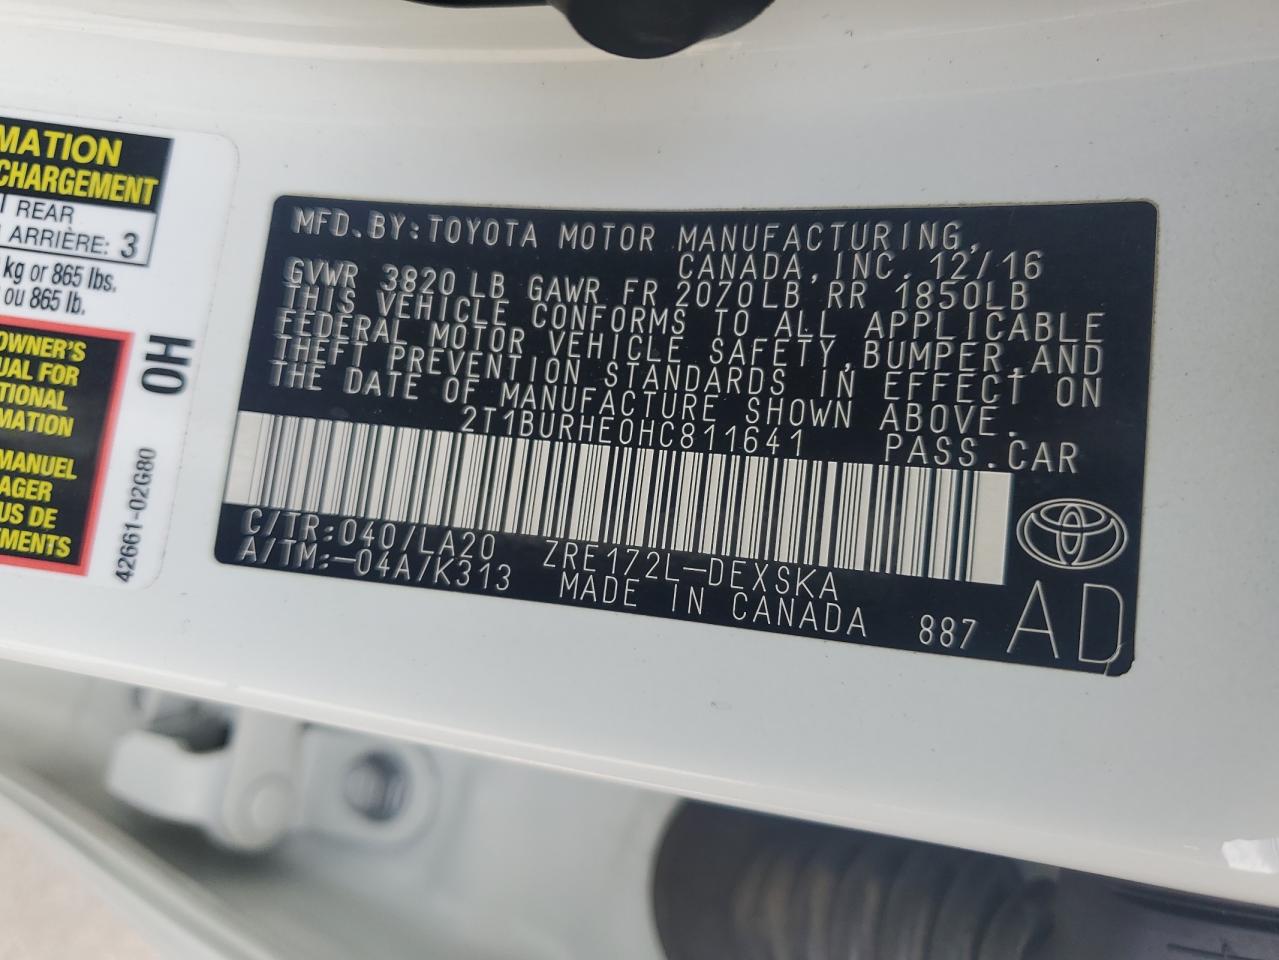 MATION
CHARGEMENT
REAR
ARRIÈRE: 3
kg or 865 lbs.
ou 865 lb.
OWNER'S
UAL FOR
TIONAL
MATION
MANUEL
AGER
US DE
EMENTS
OH
42661-02G80
MFD.BY:TOYOTA MOTOR MANUFACTURING,
CANADA,INC. 12/16
GVWR 3820LB GAWR FR 2070LB RR 1850LB
THIS VEHICLE CONFORMS TO ALL APPLICABLE
FEDERAL MOTOR VEHICLE SAFETY,BUMPER,AND
THEFT PREVENTION STANDARDS IN EFFECT ON
THE DATE OF MANUFACTURE SHOWN ABOVE.
2T1BURHE0HC811641 PASS.CAR
C/TR:040/LA20 ZRE172L-DEXSKA
A/TM:-04A/K313 MADE IN CANADA 887
AD